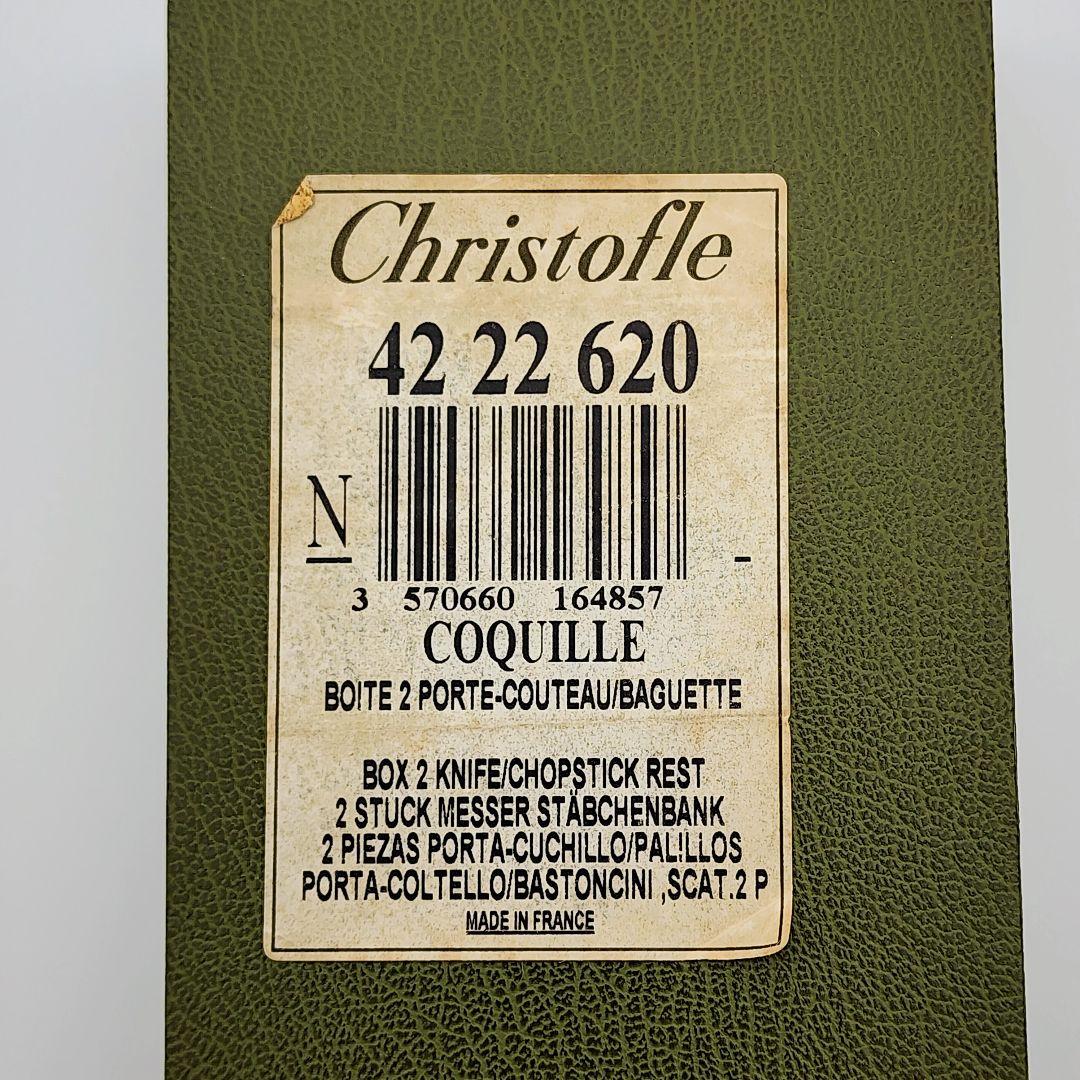 Christofle
42 22 620
N -
3 570660 164857
COQUILLE
BOITE 2 PORTE-COUTEAU/BAGUETTE
BOX 2 KNIFE/CHOPSTICK REST
2 STUCK MESSER STÄBCHENBANK
2 PIEZAS PORTA-CUCHILLO/PALILLOS
PORTA-COLTELLO/BASTONCINI ,SCAT.2 P
MADE IN FRANCE